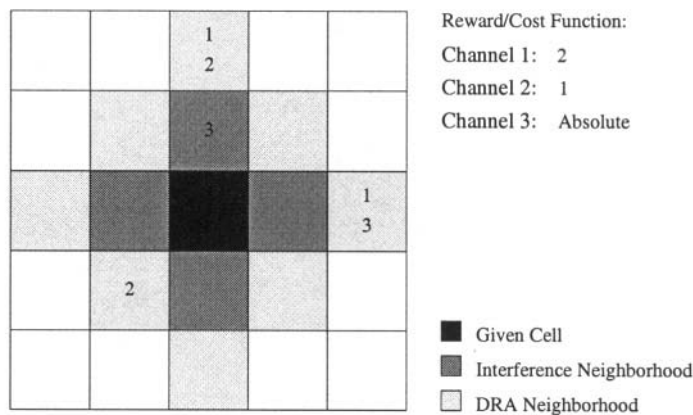 1
2
3
1
3
2
Reward/Cost Function:
Channel 1: 2
Channel 2: 1
Channel 3: Absolute
Given Cell
Interference Neighborhood
DRA Neighborhood